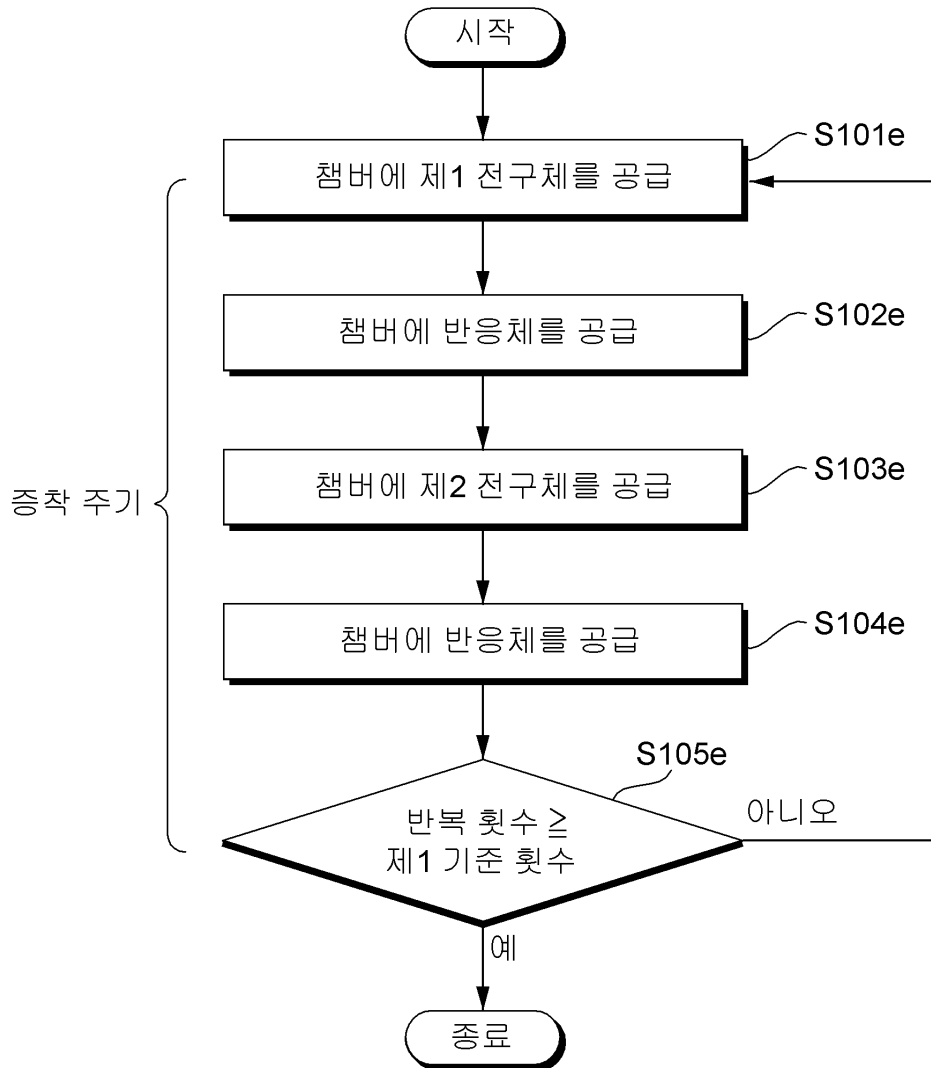 시작
S101e
챔버에 제1 전구체를 공급
S102e
챔버에 반응체를 공급
S103e
챔버에 제2 전구체를 공급
증착 주기
S104e
챔버에 반응체를 공급
S105e
반복 횟수 ≧
제1 기준 횟수
아니오
예
종료